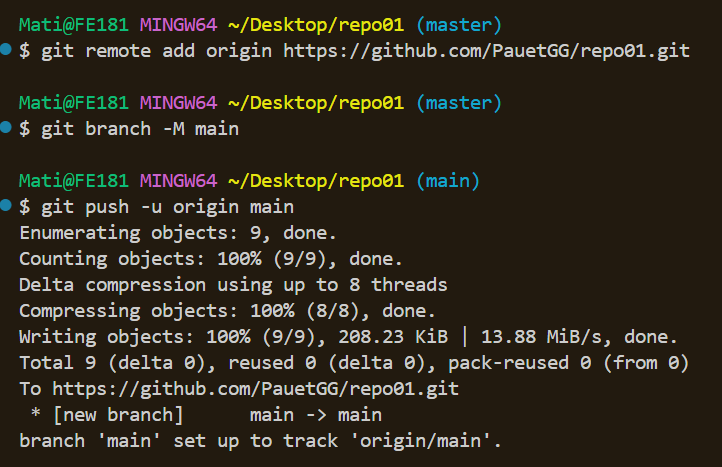 Mati@FE181 MINGW64 ~/Desktop/repo01 (master)
$ git remote add origin https://github.com/PauetGG/repo01.git
Mati@FE181 MINGW64 ~/Desktop/repo01 (master)
$ git branch -M main
Mati@FE181 MINGW64 ~/Desktop/repo01 (main)
$ git push -u origin main
Enumerating objects: 9, done.
Counting objects: 100% (9/9), done.
Delta compression using up to 8 threads
Compressing objects: 100% (8/8), done.
Writing objects: 100% (9/9), 208.23 KiB | 13.88 MiB/s, done.
Total 9 (delta 0), reused 0 (delta 0), pack-reused 0 (from 0)
To https://github.com/PauetGG/repo01.git
 * [new branch]      main -> main
branch 'main' set up to track 'origin/main'.